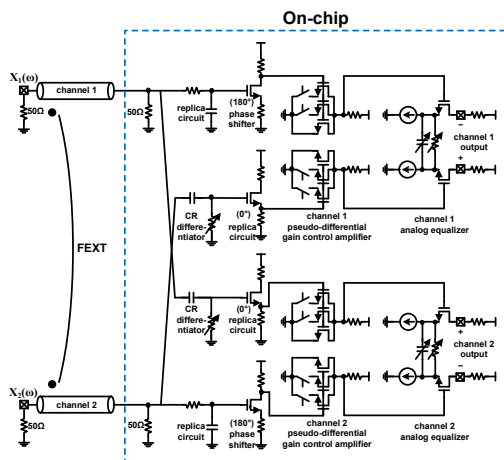 On-chip
X₁(ω)
channel 1
50Ω
50Ω
replica
circuit
(180°)
phase
shifter
channel 1
output
−
+
CR
differe-
ntiator
(0°)
replica
circuit
channel 1
pseudo-differential
gain control amplifier
channel 1
analog equalizer
FEXT
CR
differe-
ntiator
(0°)
replica
circuit
+
channel 2
output
−
X₂(ω)
channel 2
50Ω
50Ω
replica
circuit
(180°)
phase
shifter
channel 2
pseudo-differential
gain control amplifier
channel 2
analog equalizer